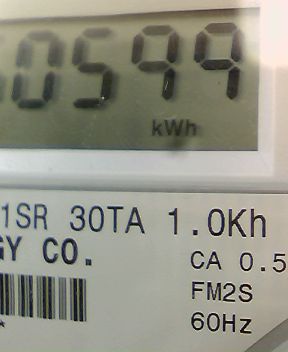 0599
kWh
1SR 30TA 1.0Kh
GY CO.
CA 0.5
FM2S
60Hz